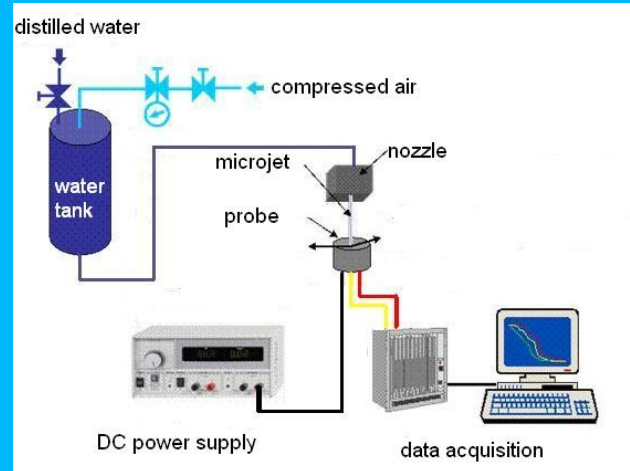 distilled water
compressed air
nozzle
microjet
water
tank
probe
DC power supply
data acquisition